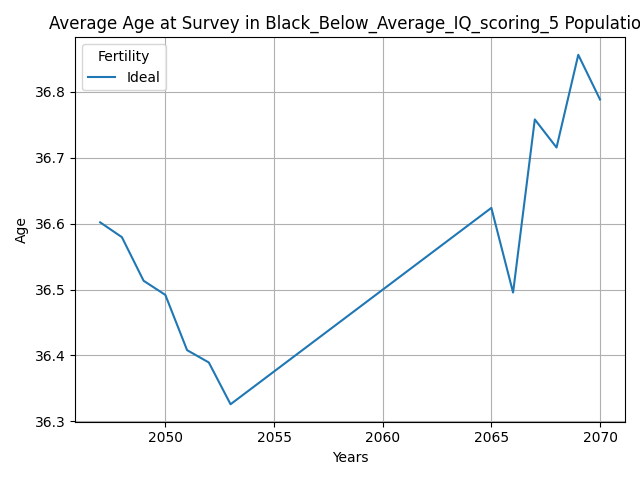 Average Age at Survey in Black_Below_Average_IQ_scoring_5 Populatio
Fertility
Ideal
36.8
36.7
36.6
36.5
36.4
36.3
Age
2050 2055 2060 2065 2070
Years